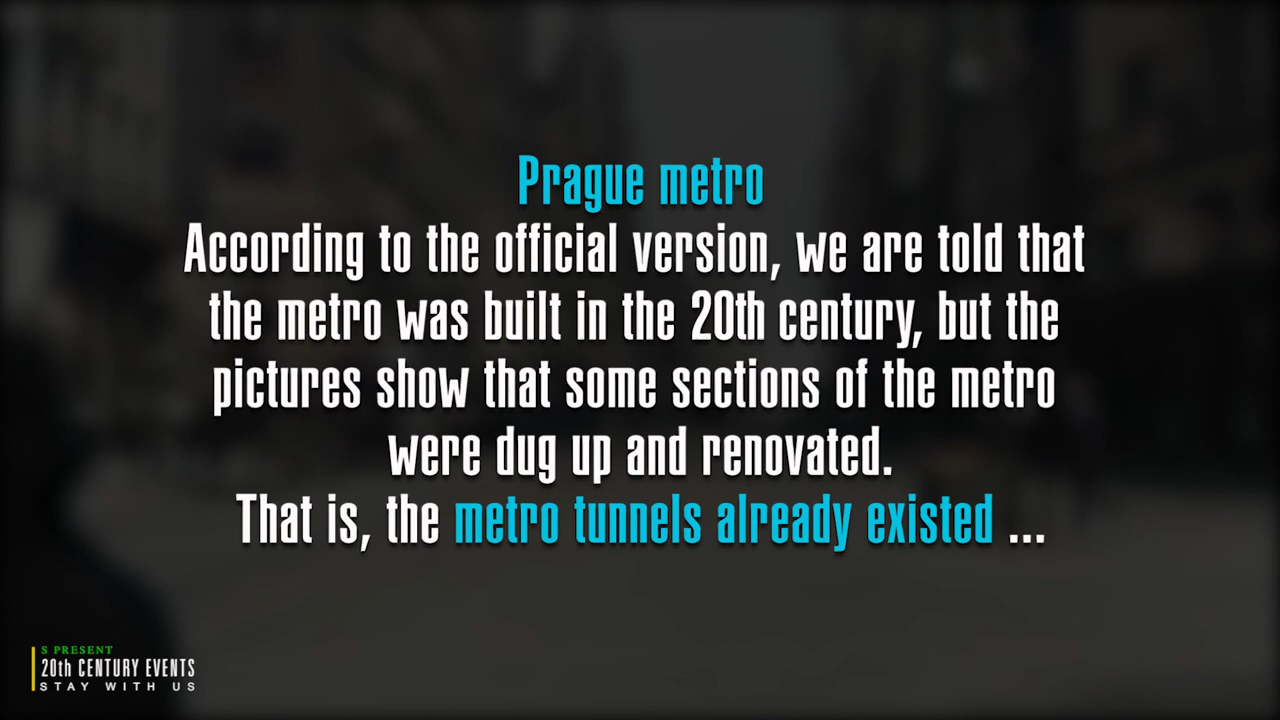 Prague metro
According to the official version, we are told that
the metro was built in the 20th century, but the
pictures show that some sections of the metro
were dug up and renovated.
That is, the metro tunnels already existed ...
S PRESENT
20th CENTURY EVENTS
STAY WITH US